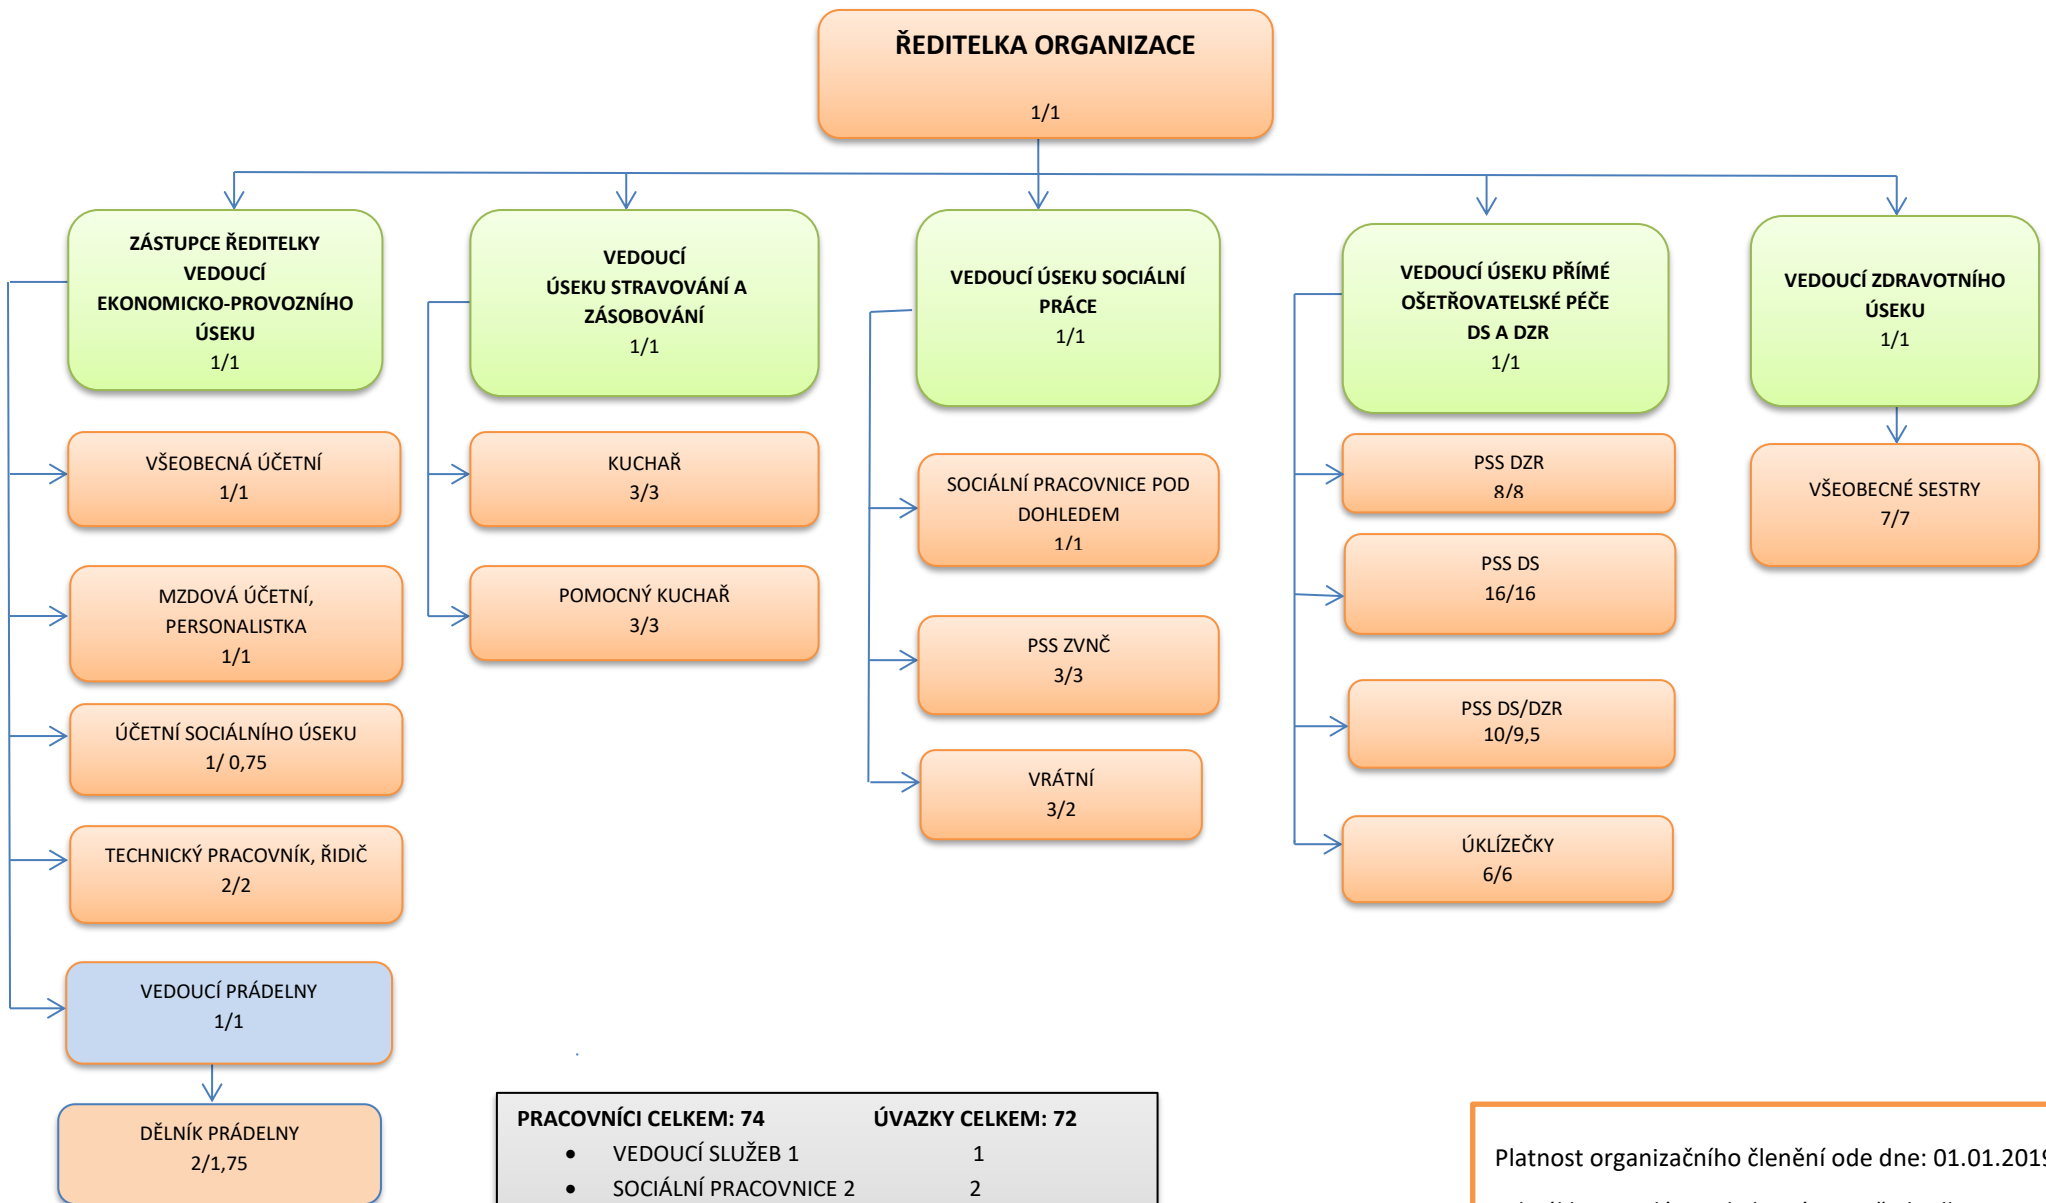 ŘEDITELKA ORGANIZACE
1/1
ZÁSTUPCE ŘEDITELKY
VEDOUCÍ
EKONOMICKO-PROVOZNÍHO
ÚSEKU
1/1
VŠEOBECNÁ ÚČETNÍ
1/1
MZDOVÁ ÚČETNÍ,
PERSONALISTKA
1/1
ÚČETNÍ SOCIÁLNÍHO ÚSEKU
1/ 0,75
TECHNICKÝ PRACOVNÍK, ŘIDIČ
2/2
VEDOUCÍ PRÁDELNY
1/1
DĚLNÍK PRÁDELNY
2/1,75
VEDOUCÍ
ÚSEKU STRAVOVÁNÍ A
ZÁSOBOVÁNÍ
1/1
KUCHAŘ
3/3
POMOCNÝ KUCHAŘ
3/3
VEDOUCÍ ÚSEKU SOCIÁLNÍ
PRÁCE
1/1
SOCIÁLNÍ PRACOVNICE POD
DOHLEDEM
1/1
PSS ZVNČ
3/3
VRÁTNÍ
3/2
VEDOUCÍ ÚSEKU PŘÍMÉ
OŠETŘOVATELSKÉ PÉČE
DS A DZR
1/1
PSS DZR
8/8
PSS DS
16/16
PSS DS/DZR
10/9,5
ÚKLÍZEČKY
6/6
VEDOUCÍ ZDRAVOTNÍHO
ÚSEKU
1/1
VŠEOBECNÉ SESTRY
7/7
PRACOVNÍCI CELKEM: 74 ÚVAZKY CELKEM: 72
• VEDOUCÍ SLUŽEB 1 1
• SOCIÁLNÍ PRACOVNICE 2 2
Platnost organizačního členění ode dne: 01.01.2019